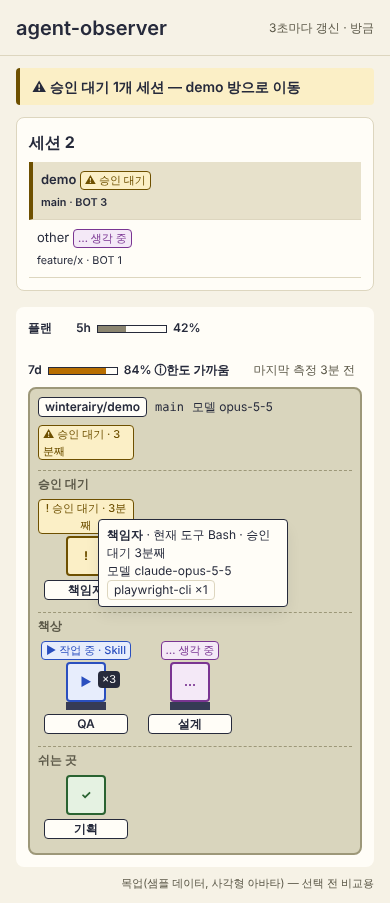 agent-observer
3초마다 갱신 · 방금
⚠ 승인 대기 1개 세션 — demo 방으로 이동
세션 2
demo ⚠ 승인 대기
main · BOT 3
other … 생각 중
feature/x · BOT 1
플랜 5h 42%
7d 84% ⓘ한도 가까움 마지막 측정 3분 전
winterairy/demo main 모델 opus-5-5
⚠ 승인 대기 · 3
분째
승인 대기
! 승인 대기 · 3분
째
!
책임자 · 현재 도구 Bash · 승인
대기 3분째
모델 claude-opus-5-5
playwright-cli ×1
책임자
책상
▶ 작업 중 · Skill
… 생각 중
▶ ×3
…
QA
설계
쉬는 곳
✓
기획
목업(샘플 데이터, 사각형 아바타) — 선택 전 비교용